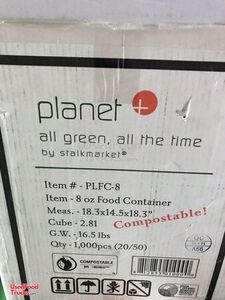 planet +
all green, all the time
by stalkmarket®
Item # - PLFC-8
Item - 8 oz Food Container
Meas. - 18.3x14.5x18.3"
Cube - 2.81
Compostable!
G.W. - 16.5 lbs
Qty - 1,000pcs (20/50)
COMPOSTABLE